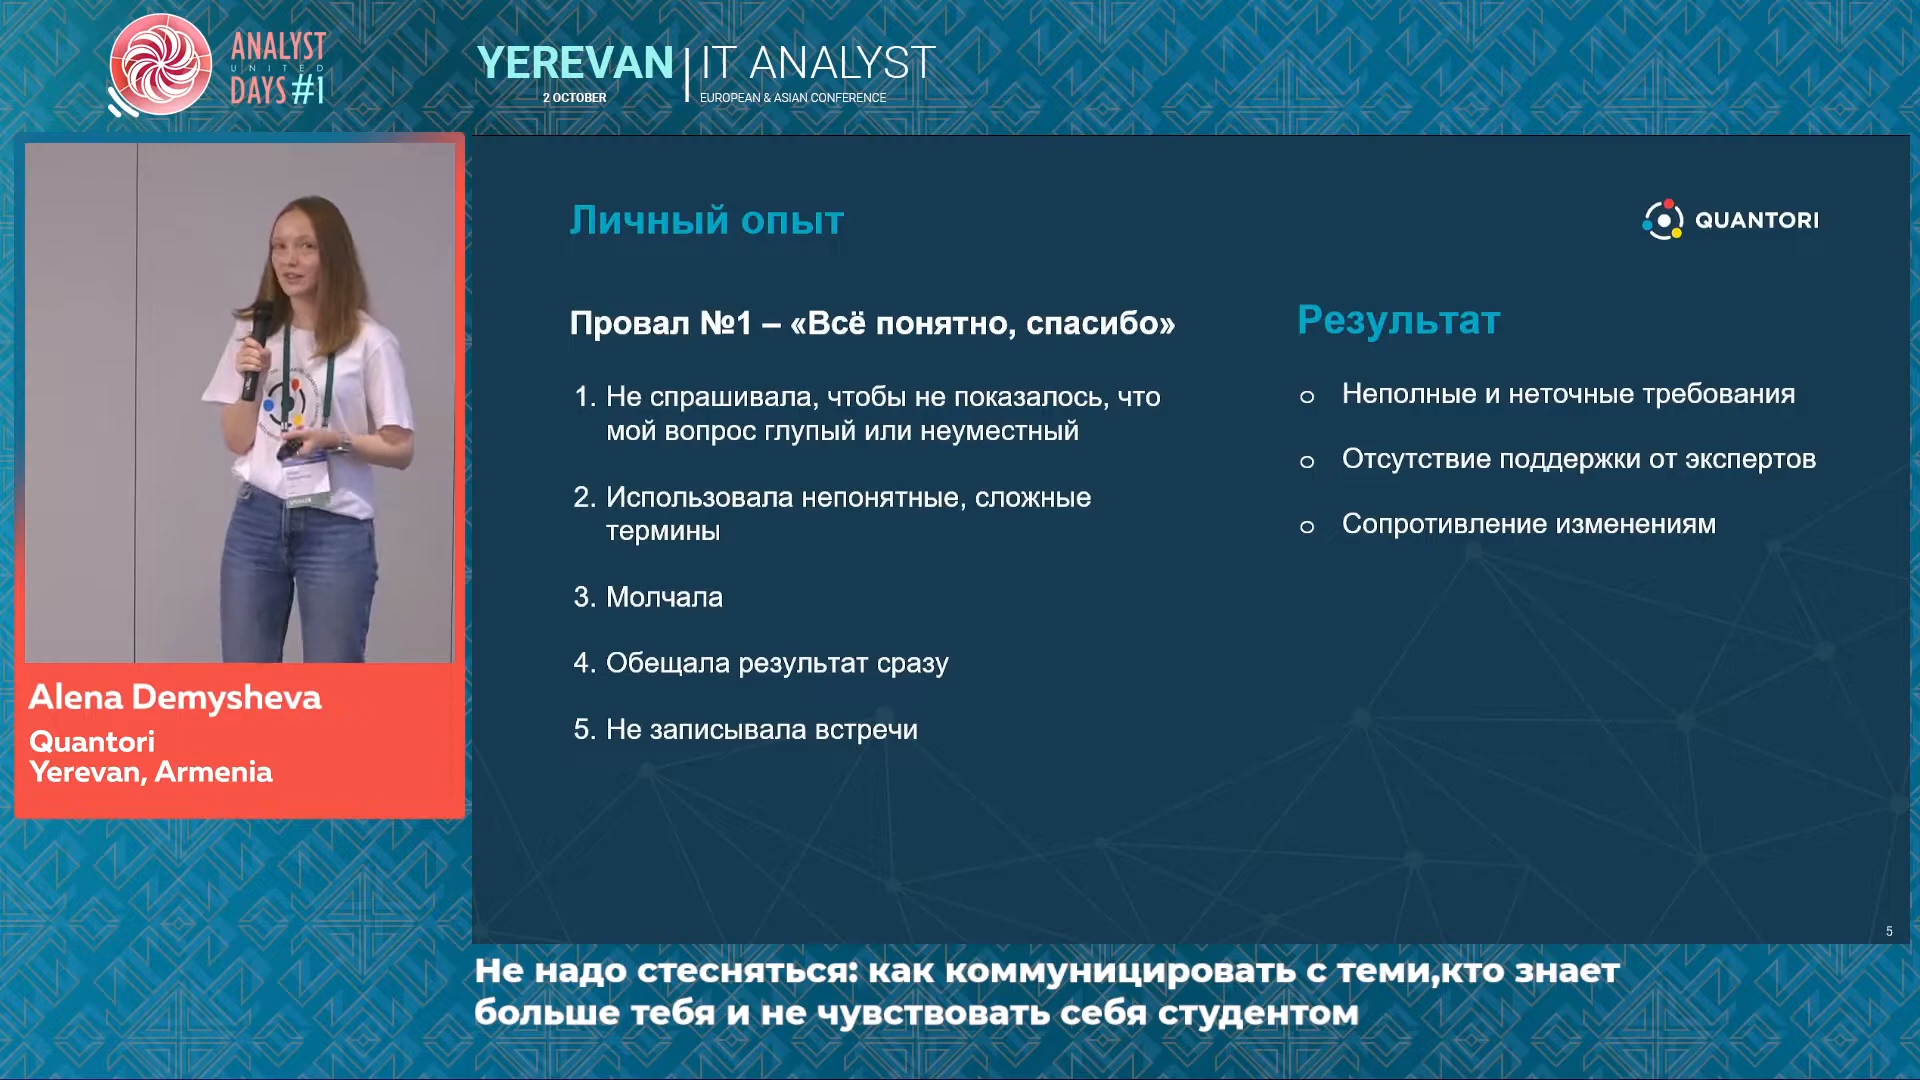 ANALYST
UNITED
DAYS #1
YEREVAN
2 OCTOBER
IT ANALYST
EUROPEAN & ASIAN CONFERENCE
Alena Demysheva
Quantori
Yerevan, Armenia
Личный опыт
QUANTORI
Провал №1 – «Всё понятно, спасибо»
1. Не спрашивала, чтобы не показалось, что
мой вопрос глупый или неуместный
2. Использовала непонятные, сложные
термины
3. Молчала
4. Обещала результат сразу
5. Не записывала встречи
Результат
Неполные и неточные требования
Отсутствие поддержки от экспертов
Сопротивление изменениям
5
Не надо стесняться: как коммуницировать с теми,кто знает
больше тебя и не чувствовать себя студентом